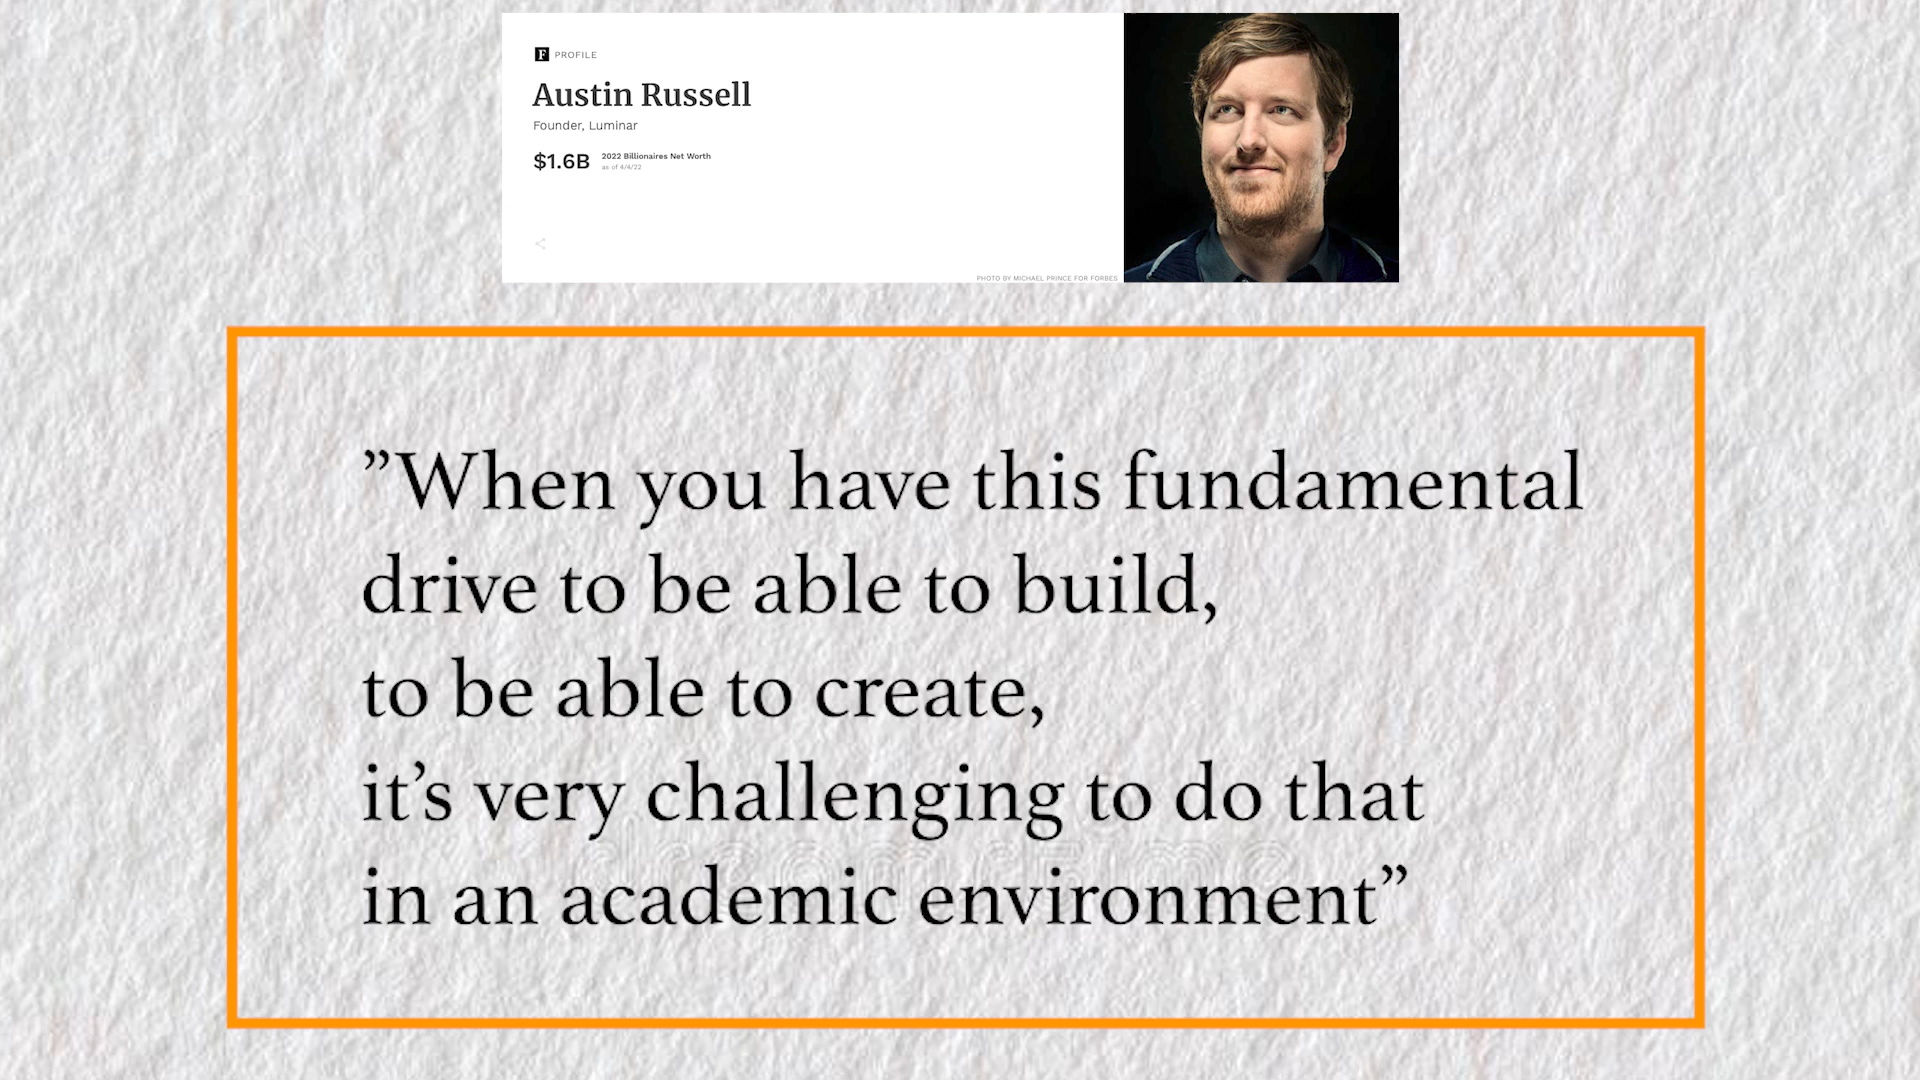 F PROFILE
Austin Russell
Founder, Luminar
$1.6B 2022 Billionaires Net Worth
as of 4/4/22
PHOTO BY MICHAEL PRINCE FOR FORBES
”When you have this fundamental
drive to be able to build,
to be able to create,
it’s very challenging to do that
in an academic environment”
dreamstime